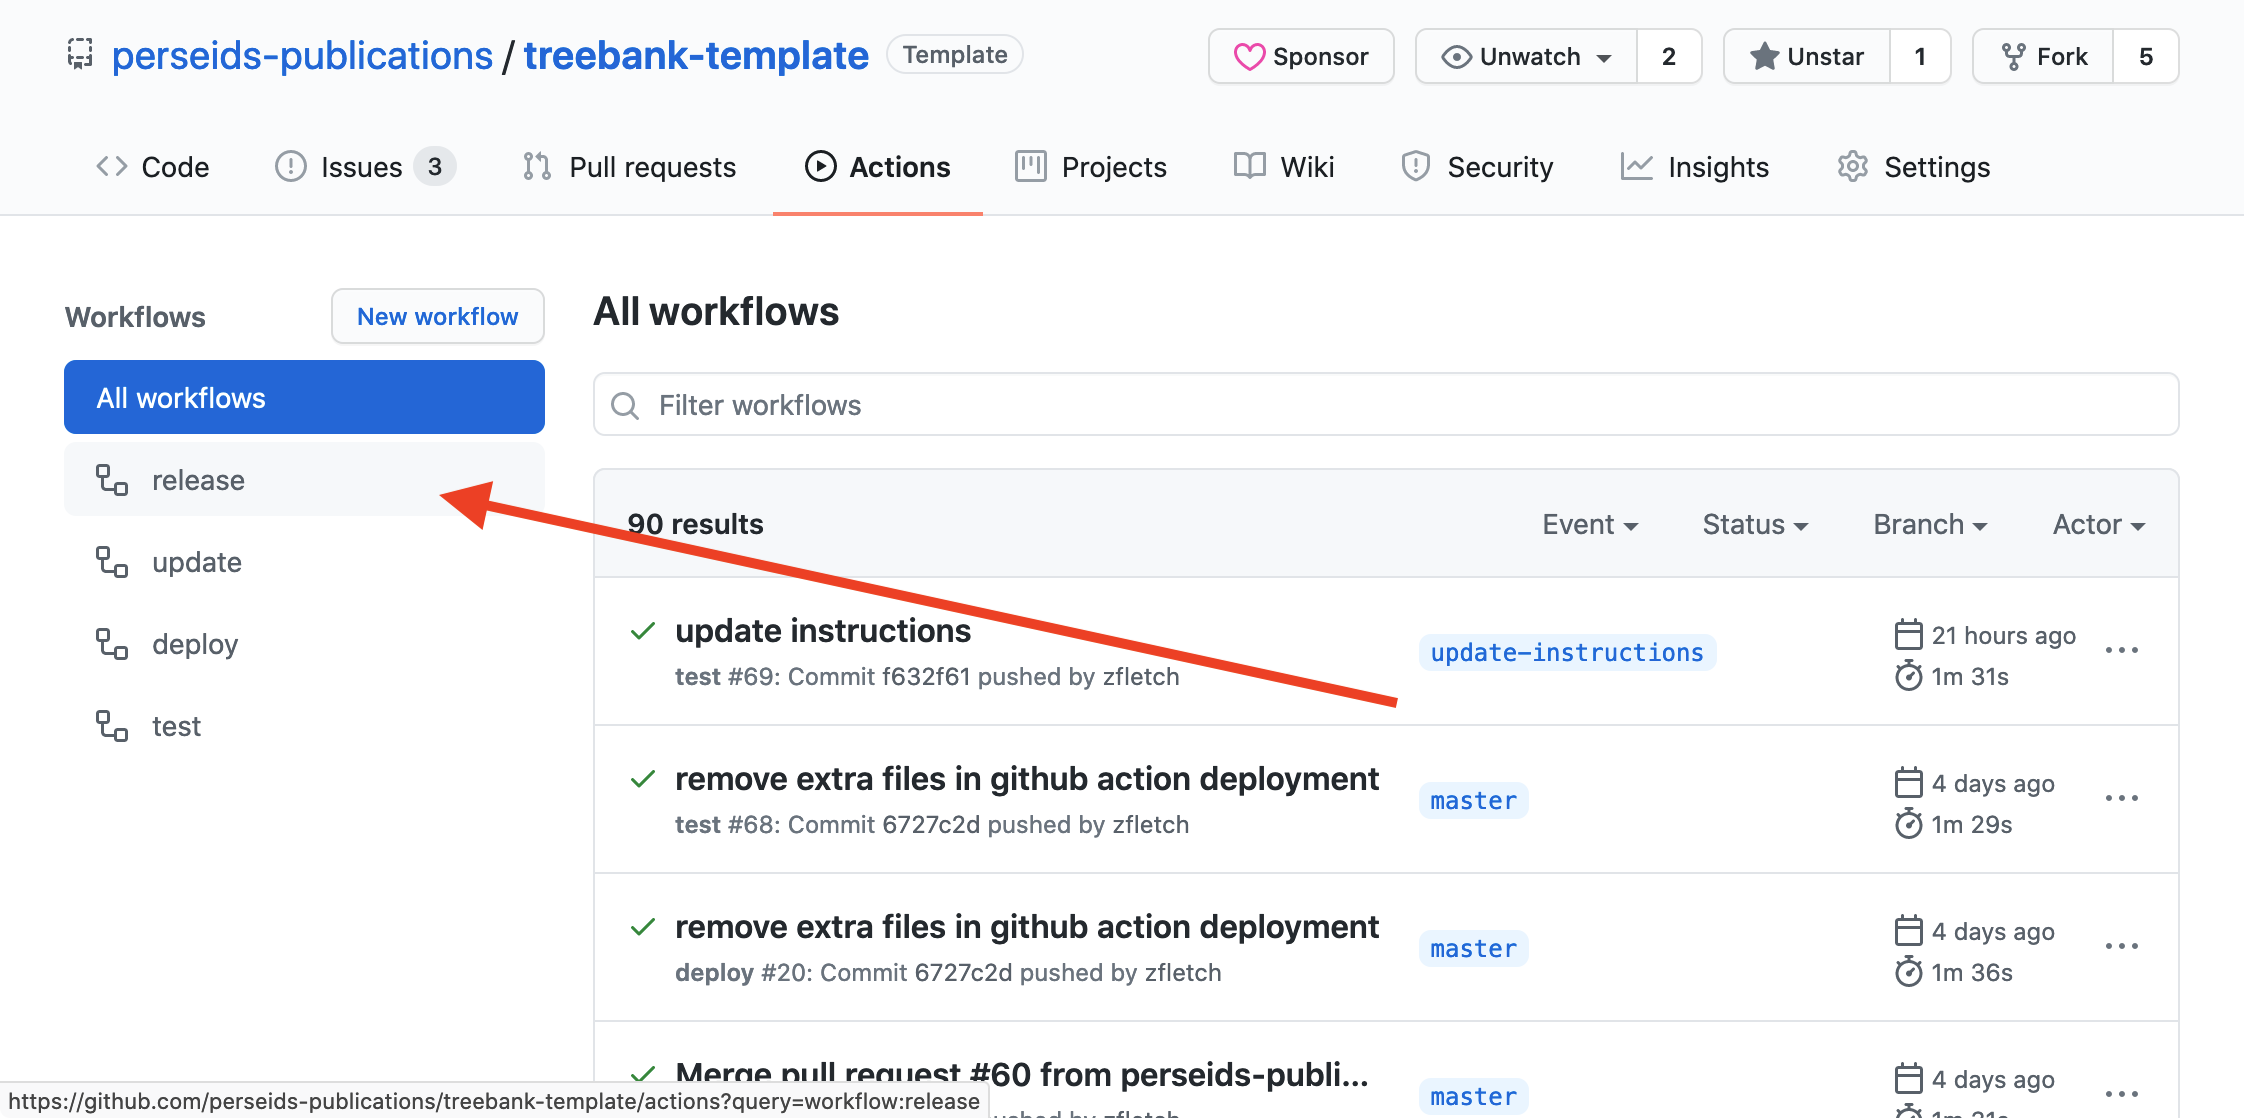 perseids-publications / treebank-template Template Sponsor Unwatch 2 Unstar 1 Fork 5
Code Issues 3 Pull requests Actions Projects Wiki Security Insights Settings
Workflows New workflow
All workflows
release
update
deploy
test
All workflows
Filter workflows
90 results Event Status Branch Actor
update instructions
test #69: Commit f632f61 pushed by zfletch
update-instructions
21 hours ago
1m 31s
remove extra files in github action deployment
test #68: Commit 6727c2d pushed by zfletch
master
4 days ago
1m 29s
remove extra files in github action deployment
deploy #20: Commit 6727c2d pushed by zfletch
master
4 days ago
1m 36s
Merge pull request #60 from perseids-publi...
master
4 days ago
https://github.com/perseids-publications/treebank-template/actions?query=workflow:release